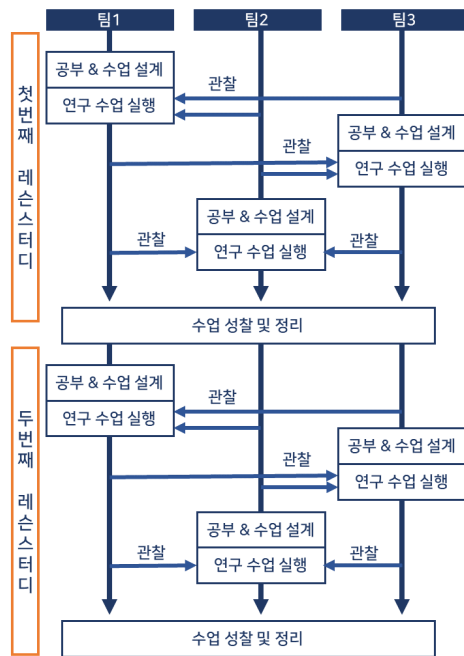 팀1
팀2
팀3
첫번째 레슨스터디
공부 & 수업 설계
연구 수업 실행
관찰
공부 & 수업 설계
연구 수업 실행
관찰
공부 & 수업 설계
연구 수업 실행
관찰
관찰
수업 성찰 및 정리
두번째 레슨스터디
공부 & 수업 설계
연구 수업 실행
관찰
공부 & 수업 설계
연구 수업 실행
관찰
공부 & 수업 설계
연구 수업 실행
관찰
관찰
수업 성찰 및 정리